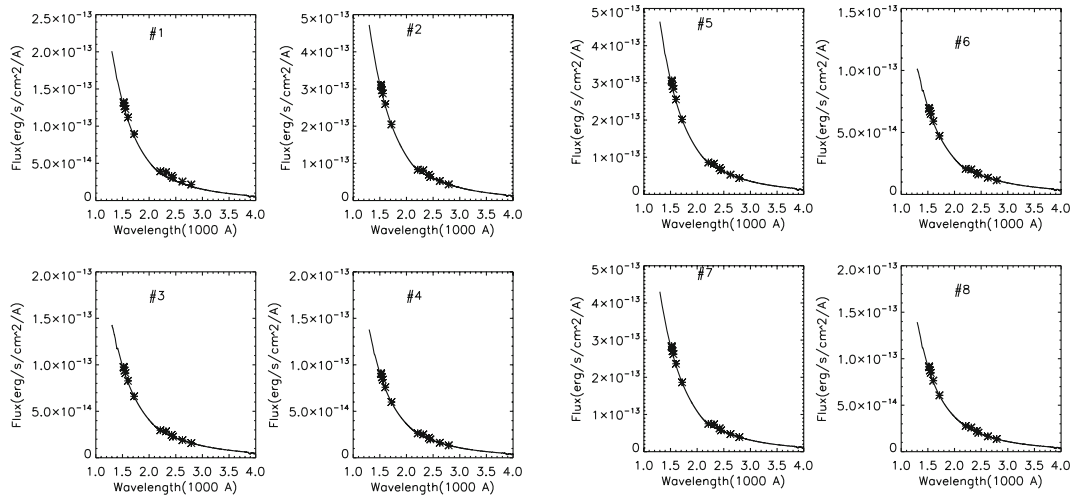 #1
Flux(erg/s/cm^2/A)
2.5×10⁻¹³
2.0×10⁻¹³
1.5×10⁻¹³
1.0×10⁻¹³
5.0×10⁻¹⁴
0
1.0 1.5 2.0 2.5 3.0 3.5 4.0
Wavelength(1000 A)
#2
Flux(erg/s/cm^2/A)
5×10⁻¹³
4×10⁻¹³
3×10⁻¹³
2×10⁻¹³
1×10⁻¹³
0
1.0 1.5 2.0 2.5 3.0 3.5 4.0
Wavelength(1000 A)
#5
Flux(erg/s/cm^2/A)
5×10⁻¹³
4×10⁻¹³
3×10⁻¹³
2×10⁻¹³
1×10⁻¹³
0
1.0 1.5 2.0 2.5 3.0 3.5 4.0
Wavelength(1000 A)
#6
Flux(erg/s/cm^2/A)
1.5×10⁻¹³
1.0×10⁻¹³
5.0×10⁻¹⁴
0
1.0 1.5 2.0 2.5 3.0 3.5 4.0
Wavelength(1000 A)
#3
Flux(erg/s/cm^2/A)
2.0×10⁻¹³
1.5×10⁻¹³
1.0×10⁻¹³
5.0×10⁻¹⁴
0
1.0 1.5 2.0 2.5 3.0 3.5 4.0
Wavelength(1000 A)
#4
Flux(erg/s/cm^2/A)
2.0×10⁻¹³
1.5×10⁻¹³
1.0×10⁻¹³
5.0×10⁻¹⁴
0
1.0 1.5 2.0 2.5 3.0 3.5 4.0
Wavelength(1000 A)
#7
Flux(erg/s/cm^2/A)
5×10⁻¹³
4×10⁻¹³
3×10⁻¹³
2×10⁻¹³
1×10⁻¹³
0
1.0 1.5 2.0 2.5 3.0 3.5 4.0
Wavelength(1000 A)
#8
Flux(erg/s/cm^2/A)
2.0×10⁻¹³
1.5×10⁻¹³
1.0×10⁻¹³
5.0×10⁻¹⁴
0
1.0 1.5 2.0 2.5 3.0 3.5 4.0
Wavelength(1000 A)